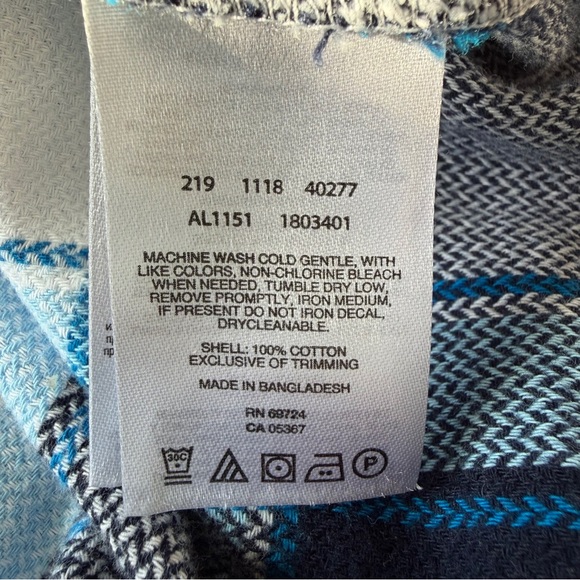 219 1118 40277
AL1151 1803401
MACHINE WASH COLD GENTLE, WITH
LIKE COLORS, NON-CHLORINE BLEACH
WHEN NEEDED, TUMBLE DRY LOW,
REMOVE PROMPTLY, IRON MEDIUM,
IF PRESENT DO NOT IRON DECAL,
DRYCLEANABLE.
SHELL: 100% COTTON
EXCLUSIVE OF TRIMMING
MADE IN BANGLADESH
RN 69724
CA 05367
30C
P